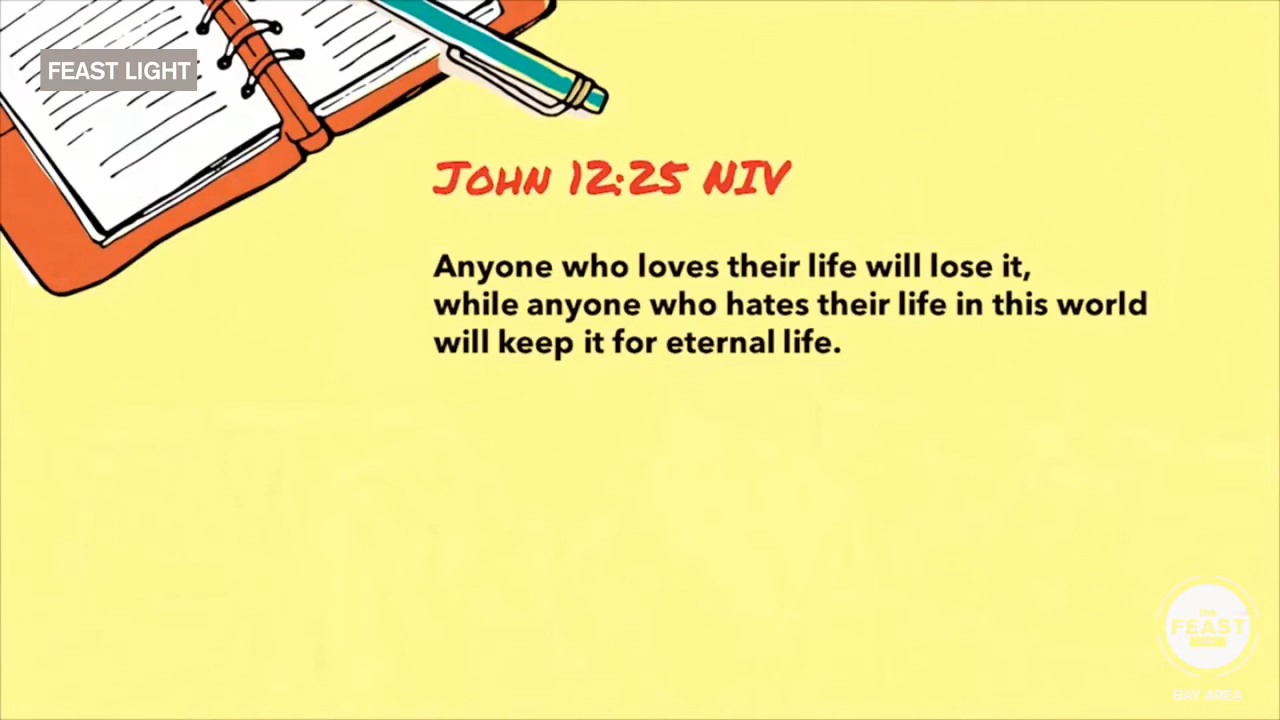 FEAST LIGHT
JOHN 12:25 NIV
Anyone who loves their life will lose it,
while anyone who hates their life in this world
will keep it for eternal life.
the
FEAST
BAY AREA